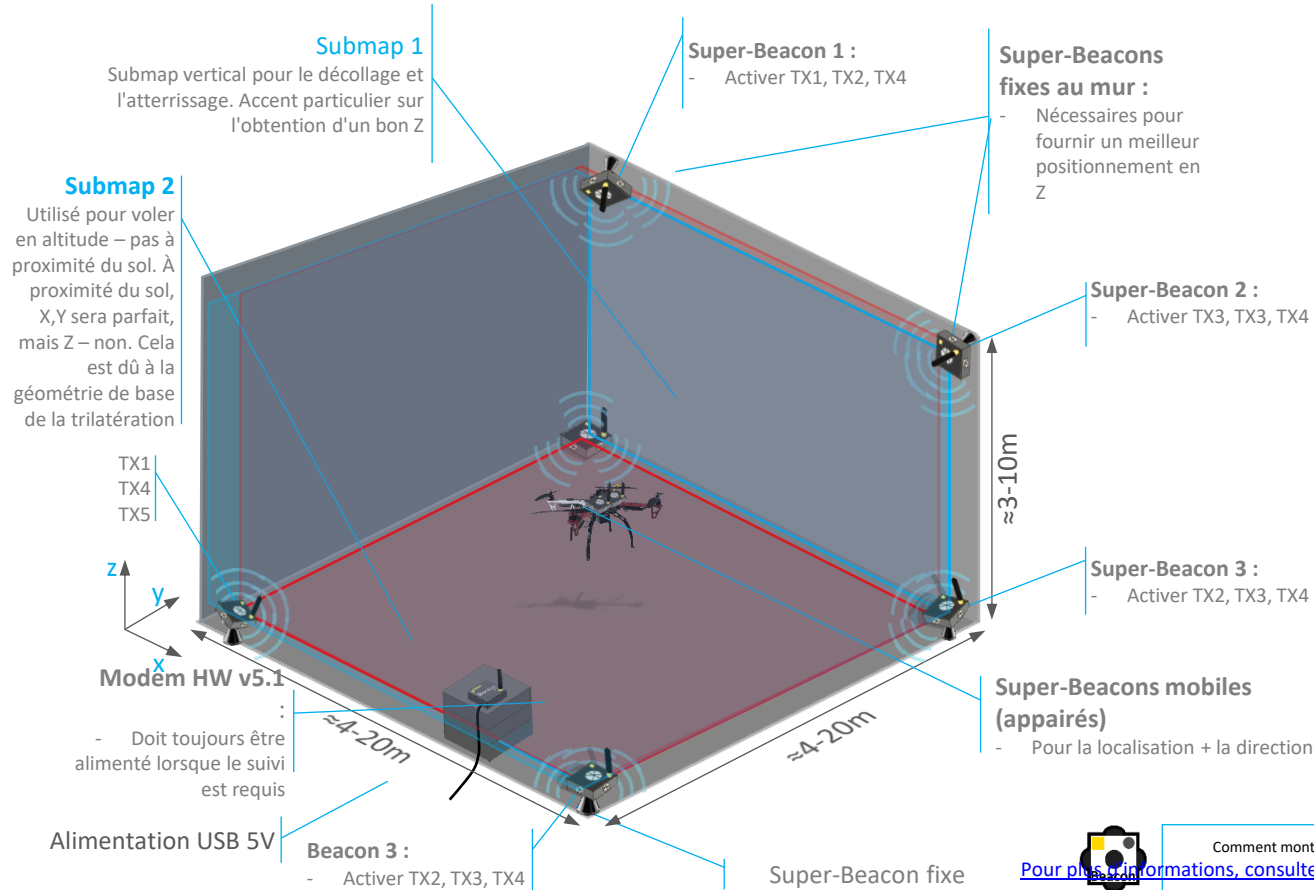 Submap 1
Submap vertical pour le décollage et
l'atterrissage. Accent particulier sur
l'obtention d'un bon Z
Super-Beacon 1 :
- Activer TX1, TX2, TX4
Super-Beacons
fixes au mur :
- Nécessaires pour
fournir un meilleur
positionnement en
Z
Submap 2
Utilisé pour voler
en altitude – pas à
proximité du sol. À
proximité du sol,
X,Y sera parfait,
mais Z – non. Cela
est dû à la
géométrie de base
de la trilatération
Super-Beacon 2 :
- Activer TX3, TX3, TX4
TX1
TX4
TX5
≈3-10m
z
y
x
Super-Beacon 3 :
- Activer TX2, TX3, TX4
Modem HW v5.1
:
- Doit toujours être
alimenté lorsque le suivi
est requis
≈4-20m
≈4-20m
Super-Beacons mobiles
(appairés)
- Pour la localisation + la direction
Alimentation USB 5V
Beacon 3 :
- Activer TX2, TX3, TX4
Super-Beacon fixe
Comment mont
Pour plus d'informations, consulte
Beacon